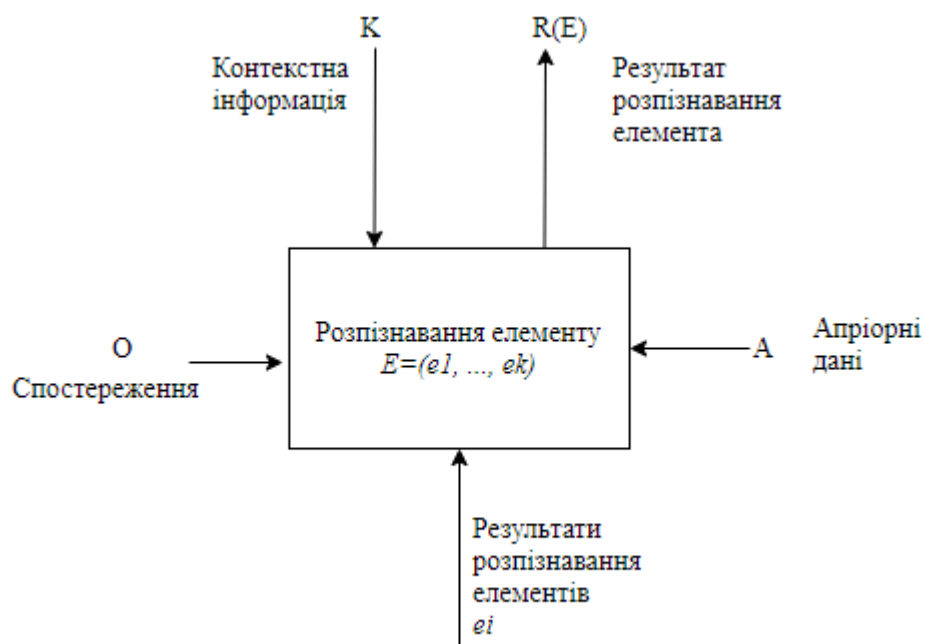 K
Контекстна
інформація
R(E)
Результат
розпізнавання
елемента
O
Спостереження
Розпізнавання елементу
E=(e1, ..., ek)
A
Апріорні
дані
Результати
розпізнавання
елементів
ei